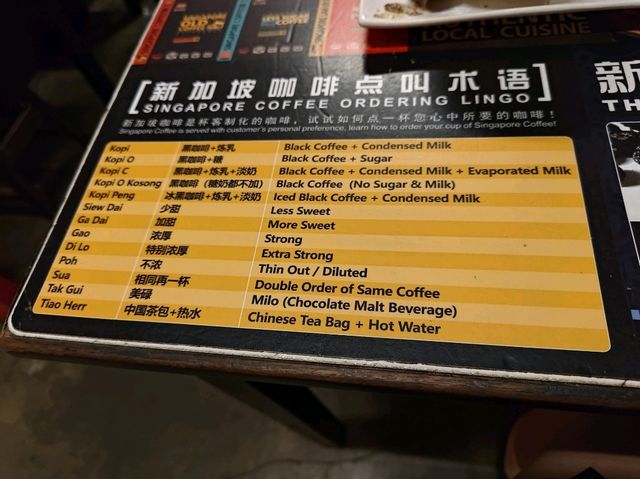 SINGAPORE
OLD
LOCAL CUISINE
[新加坡咖啡点叫术语]
SINGAPORE COFFEE ORDERING LINGO
新加坡咖啡是杯客制化的咖啡，试试如何点一杯您心中所要的咖啡!
Singapore Coffee is served with customer's personal preference, learn how to order your cup of Singapore Coffee!
Kopi 黑咖啡+炼乳 Black Coffee + Condensed Milk
Kopi O 黑咖啡+糖 Black Coffee + Sugar
Kopi C 黑咖啡+炼乳+淡奶 Black Coffee + Condensed Milk + Evaporated Milk
Kopi O Kosong 黑咖啡（糖奶都不加） Black Coffee (No Sugar & Milk)
Kopi Peng 冰黑咖啡+炼乳+淡奶 Iced Black Coffee + Condensed Milk
Siew Dai 少甜 Less Sweet
Ga Dai 加甜 More Sweet
Gao 浓厚 Strong
Di Lo 特别浓厚 Extra Strong
Poh 不浓 Thin Out / Diluted
Sua 相同再一杯 Double Order of Same Coffee
Tak Gui 美碌 Milo (Chocolate Malt Beverage)
Tiao Herr 中国茶包+热水 Chinese Tea Bag + Hot Water
新
TH